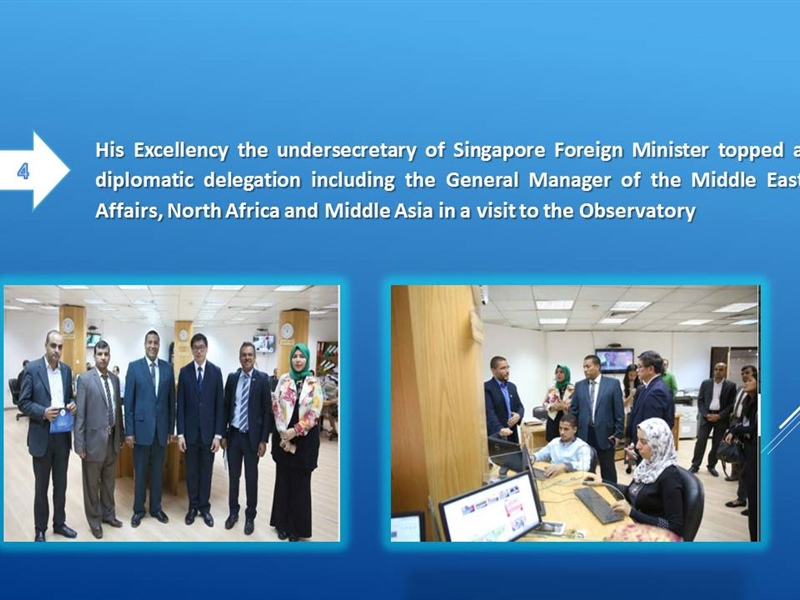 4
His Excellency the undersecretary of Singapore Foreign Minister topped a
diplomatic delegation including the General Manager of the Middle East
Affairs, North Africa and Middle Asia in a visit to the Observatory